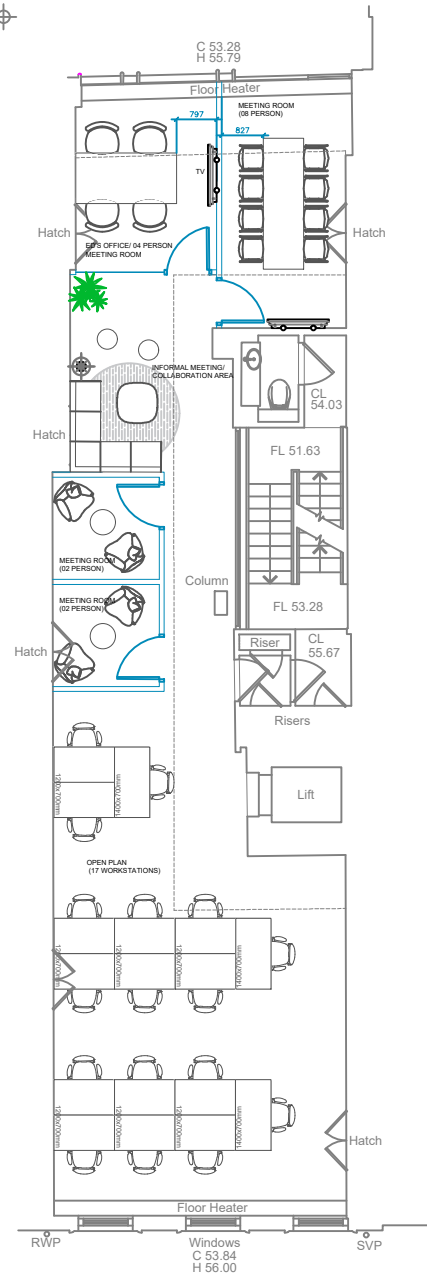 C 53.28
H 55.79
Floor Heater
MEETING ROOM
(08 PERSON)
797
827
TV
Hatch
Hatch
ED'S OFFICE/ 04 PERSON
MEETING ROOM
INFORMAL MEETING/
COLLABORATION AREA
CL
54.03
Hatch
FL 51.63
MEETING ROOM
(02 PERSON)
Column
MEETING ROOM
(02 PERSON)
FL 53.28
Hatch
Riser
CL
55.67
Risers
1200x700mm
1400x700mm
Lift
OPEN PLAN
(17 WORKSTATIONS)
1200x700mm
1200x700mm
1200x700mm
1400x700mm
1200x700mm
1200x700mm
1200x700mm
1400x700mm
Hatch
Floor Heater
RWP
Windows
SVP
C 53.84
H 56.00